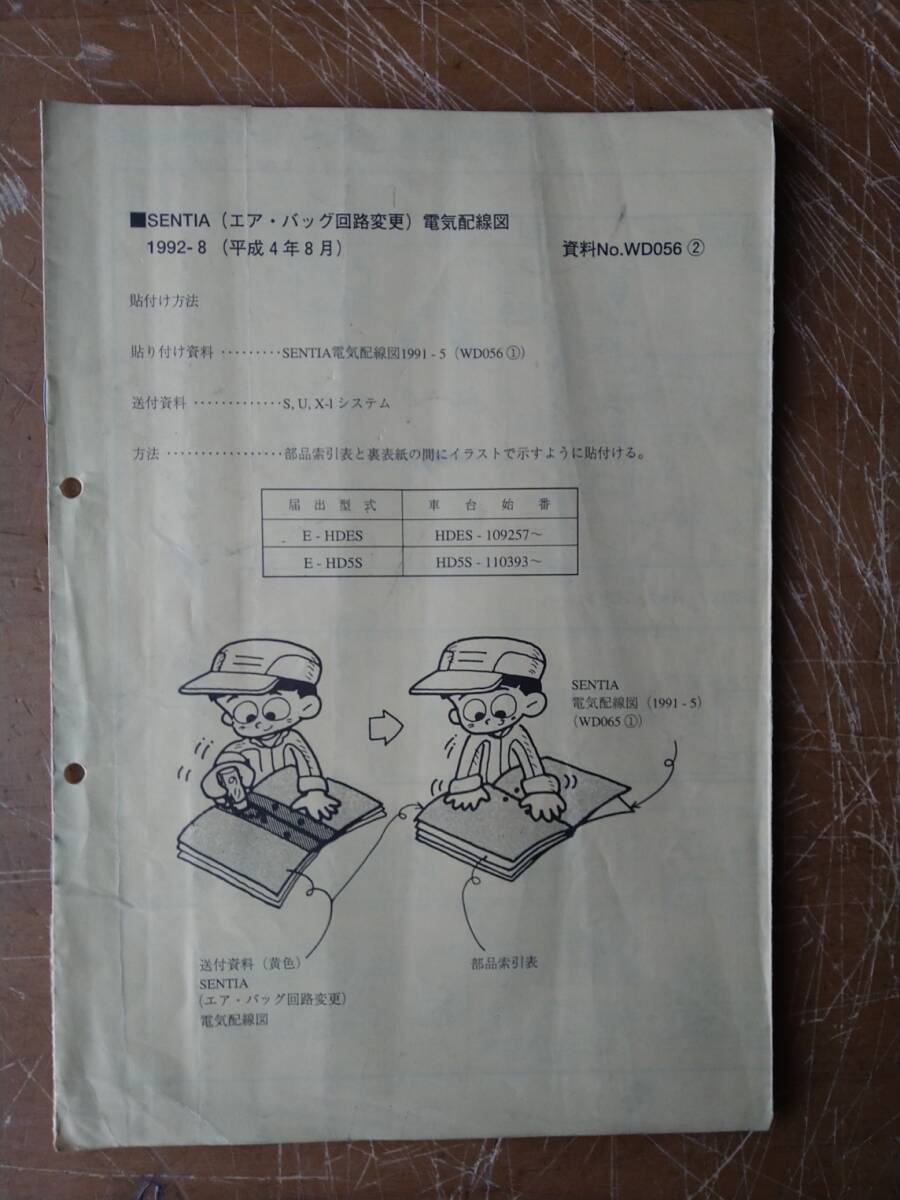 ■SENTIA（エア・バッグ回路変更）電気配線図
1992-8（平成4年8月）
資料No.WD056②
貼付け方法
貼り付け資料 ·········SENTIA電気配線図1991 - 5（WD056①）
送付資料 ·············S, U, X-1 システム
方法 ·················部品索引表と裏表紙の間にイラストで示すように貼付ける。
届出型式 車台始番
E - HDES HDES - 109257～
E - HD5S HD5S - 110393～
SENTIA
電気配線図（1991 - 5）
（WD065①）
送付資料（黄色）
SENTIA
（エア・バッグ回路変更）
電気配線図
部品索引表